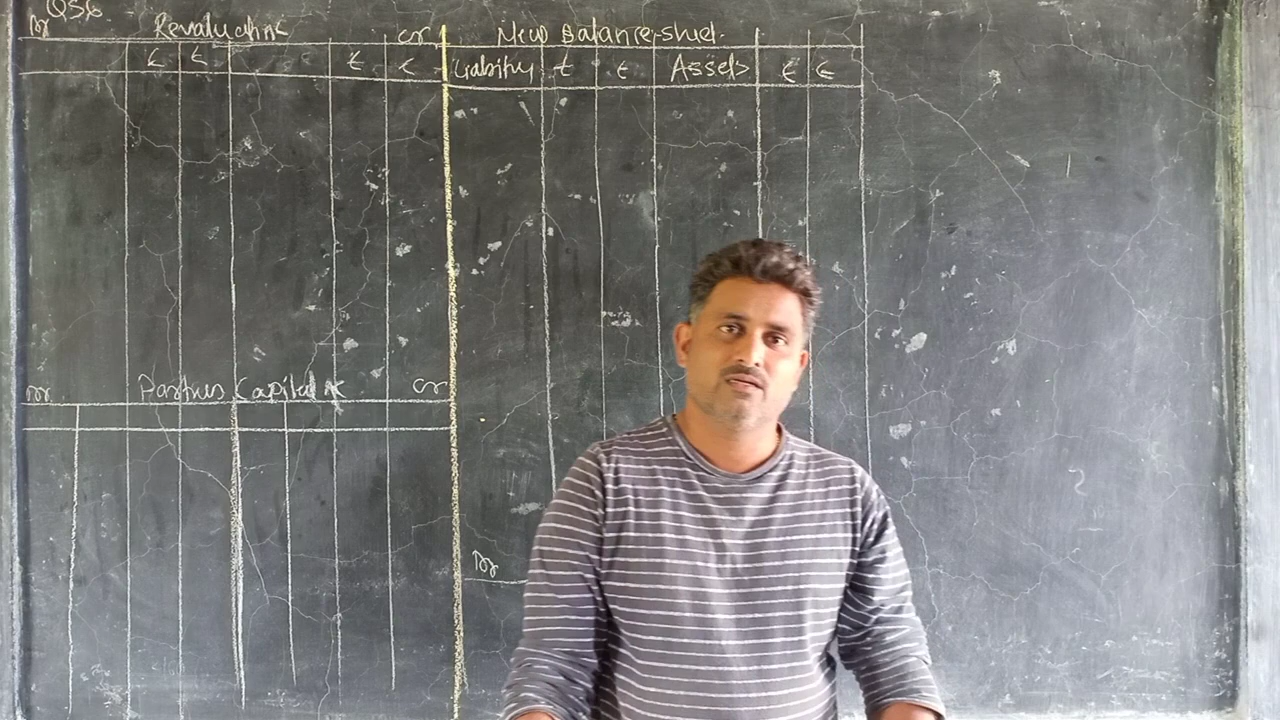 Q56
Dr Revaluation A/c Cr
New Balance sheet
₹ ₹ ₹ ₹
Liability ₹ ₹ Assets ₹ ₹
Dr Partners Capital A/c Cr
Dr